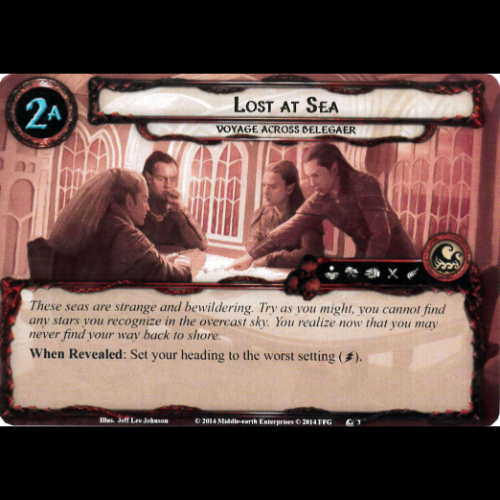 2A
LOST AT SEA
VOYAGE ACROSS BELEGAER
These seas are strange and bewildering. Try as you might, you cannot find
any stars you recognize in the overcast sky. You realize now that you may
never find your way back to shore.
When Revealed: Set your heading to the worst setting ( ).
Illus. Jeff Lee Johnson © 2014 Middle-earth Enterprises © 2014 FFG 3